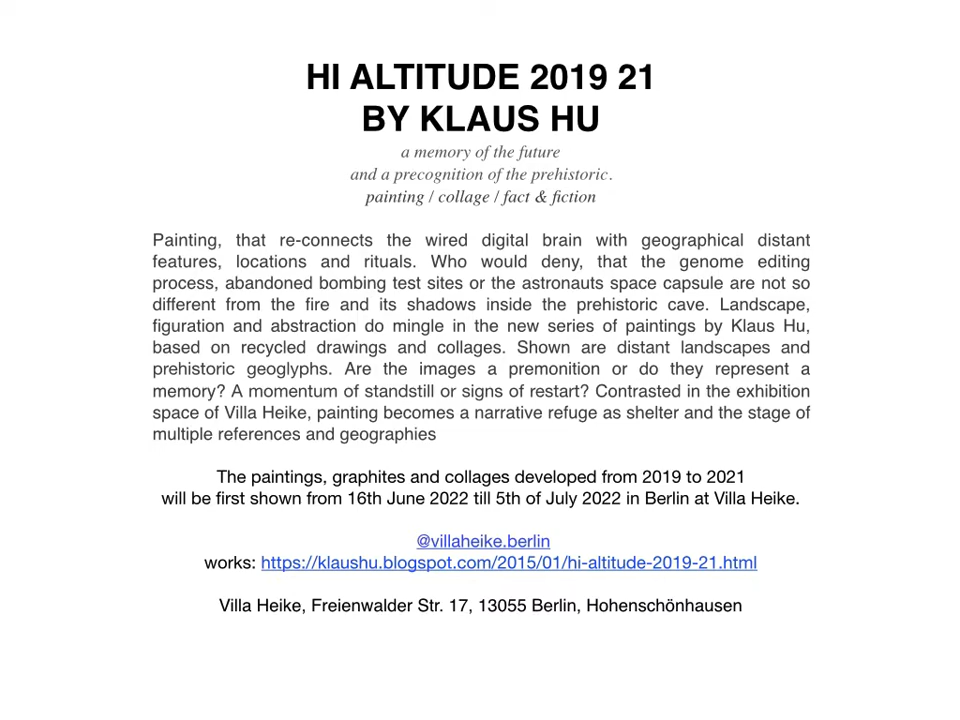 HI ALTITUDE 2019 21
BY KLAUS HU
a memory of the future
and a precognition of the prehistoric.
painting / collage / fact & fiction
Painting, that re-connects the wired digital brain with geographical distant
features, locations and rituals. Who would deny, that the genome editing
process, abandoned bombing test sites or the astronauts space capsule are not so
different from the fire and its shadows inside the prehistoric cave. Landscape,
figuration and abstraction do mingle in the new series of paintings by Klaus Hu,
based on recycled drawings and collages. Shown are distant landscapes and
prehistoric geoglyphs. Are the images a premonition or do they represent a
memory? A momentum of standstill or signs of restart? Contrasted in the exhibition
space of Villa Heike, painting becomes a narrative refuge as shelter and the stage of
multiple references and geographies
The paintings, graphites and collages developed from 2019 to 2021
will be first shown from 16th June 2022 till 5th of July 2022 in Berlin at Villa Heike.
@villaheike.berlin
works: https://klaushu.blogspot.com/2015/01/hi-altitude-2019-21.html
Villa Heike, Freienwalder Str. 17, 13055 Berlin, Hohenschönhausen